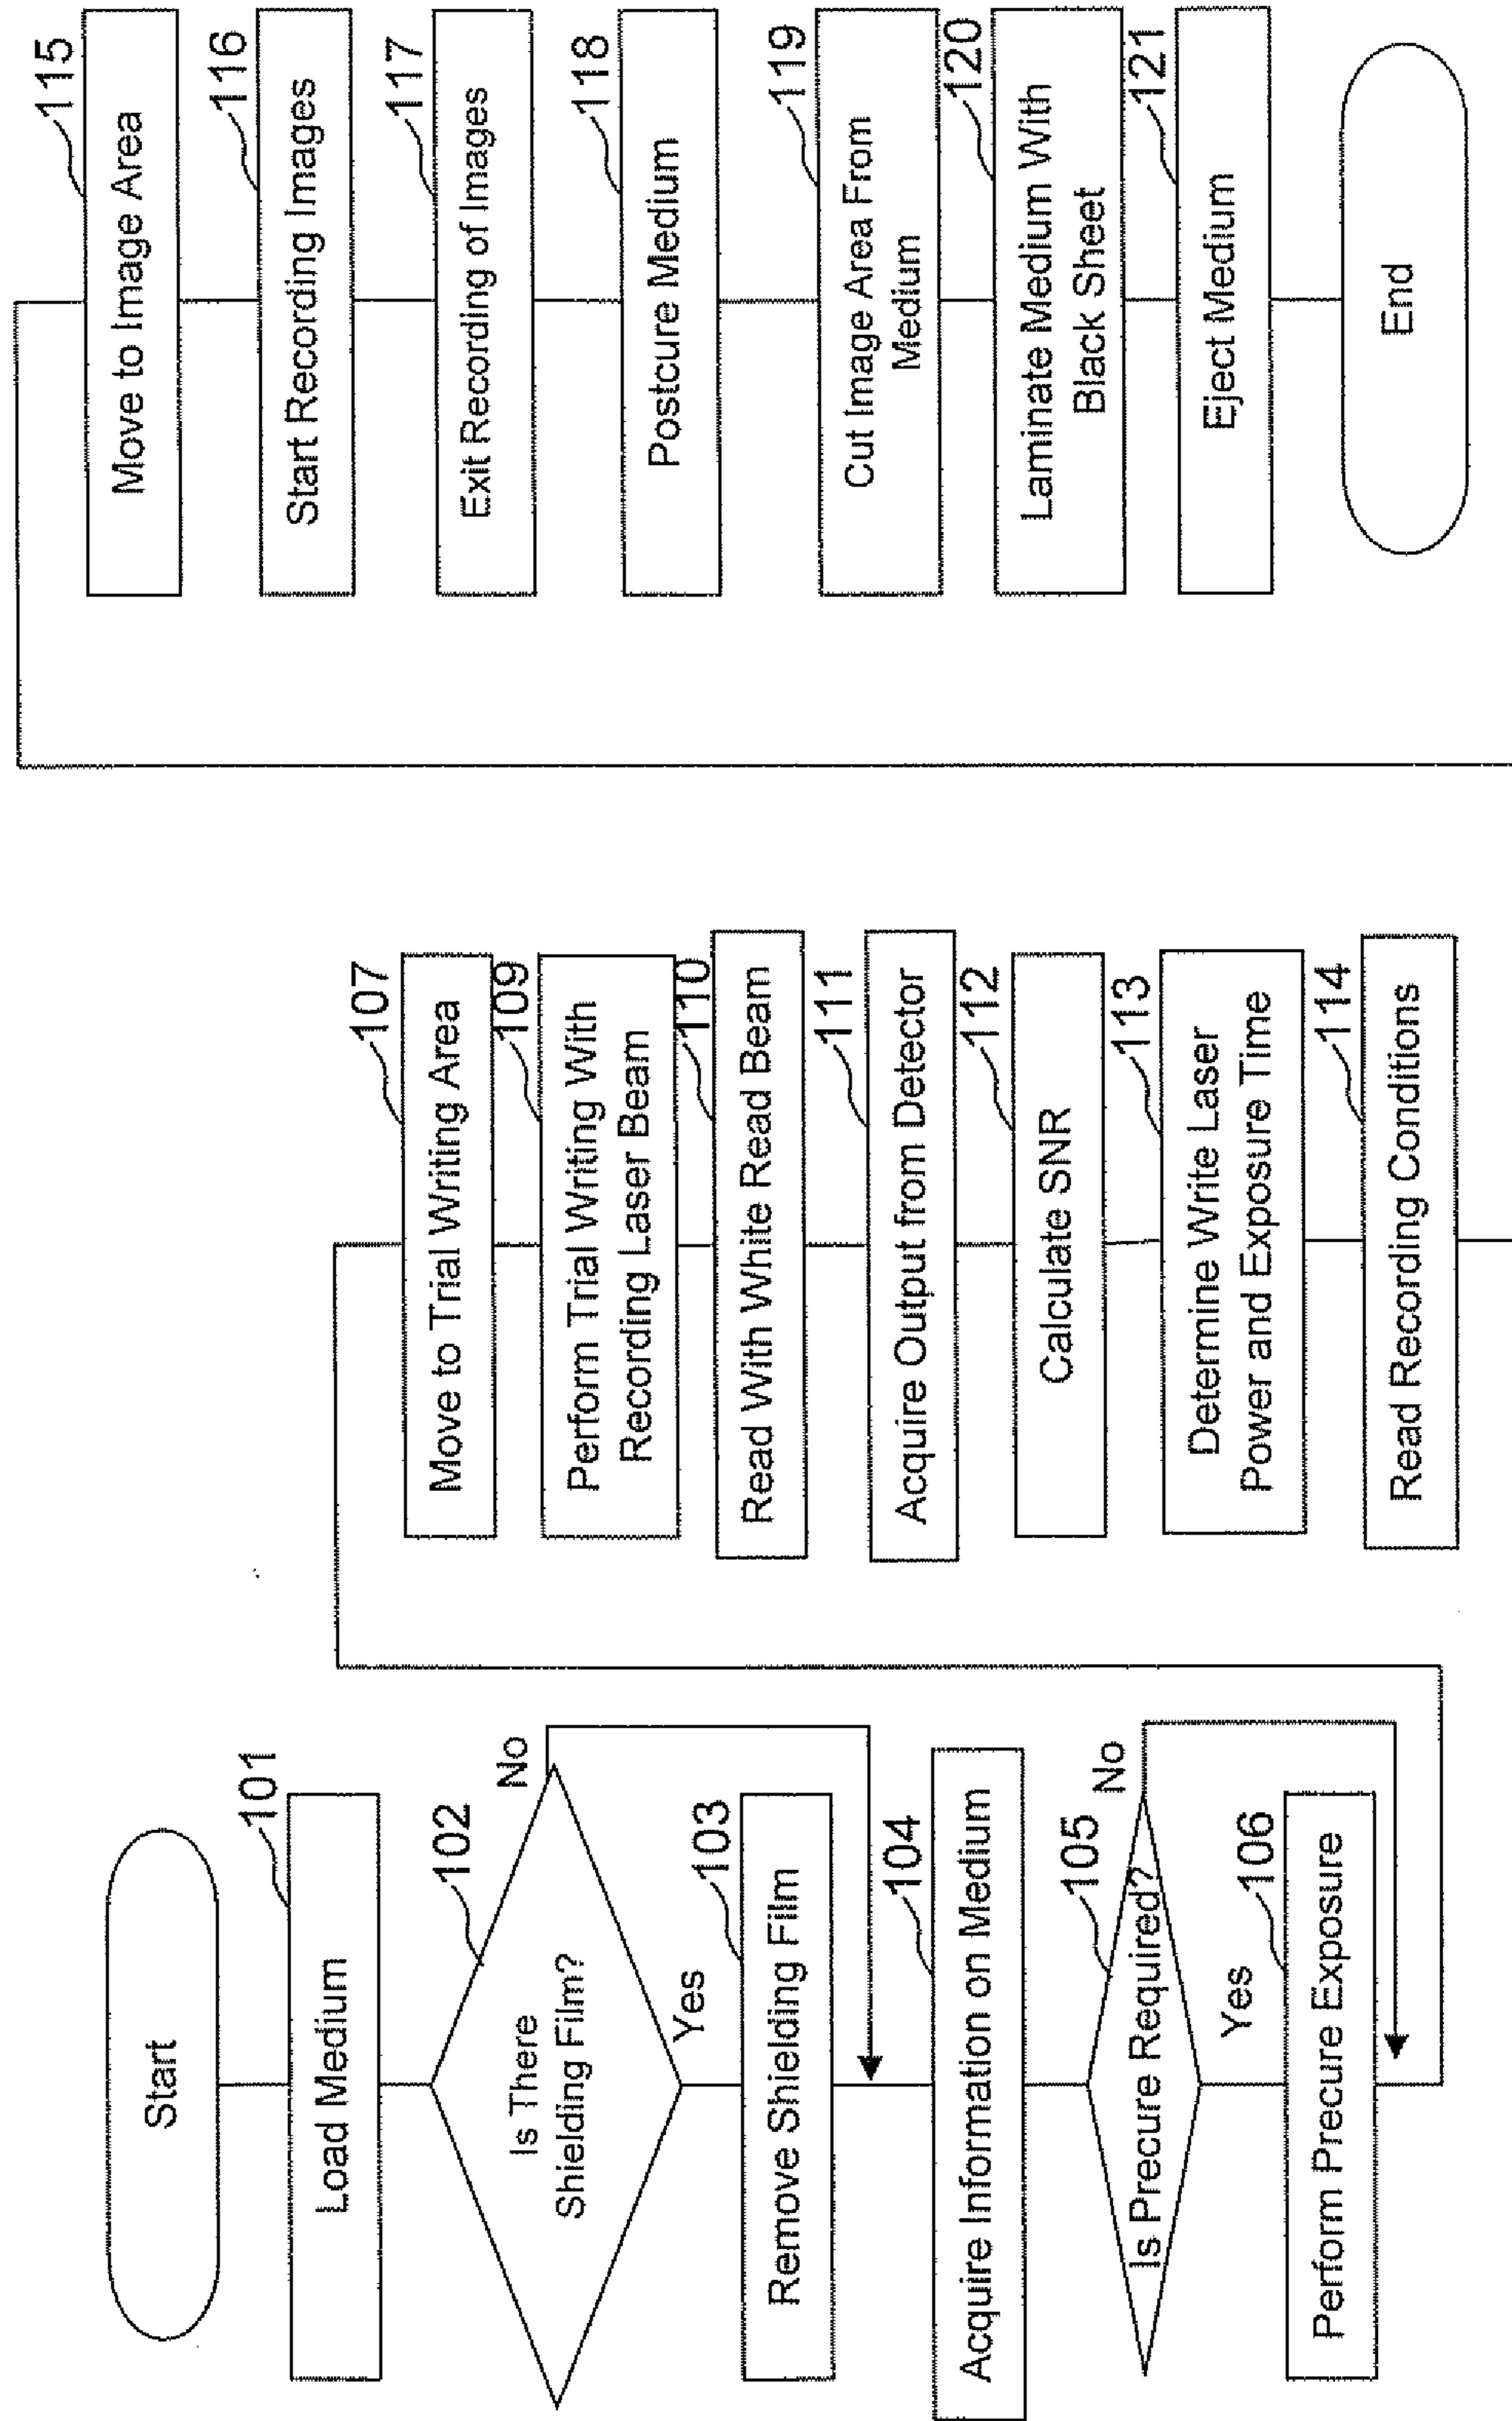 Start
101
Load Medium
102
Is There
Shielding Film?
No
Yes
103
Remove Shielding Film
104
Acquire Information on Medium
105
Is Precure Required?
No
Yes
106
Perform Precure Exposure
107
Move to Trial Writing Area
109
Perform Trial Writing With
Recording Laser Beam
110
Read With White Read Beam
111
Acquire Output from Detector
112
Calculate SNR
113
Determine Write Laser
Power and Exposure Time
114
Read Recording Conditions
115
Move to Image Area
116
Start Recording Images
117
Exit Recording of Images
118
Postcure Medium
119
Cut Image Area From
Medium
120
Laminate Medium With
Black Sheet
121
Eject Medium
End